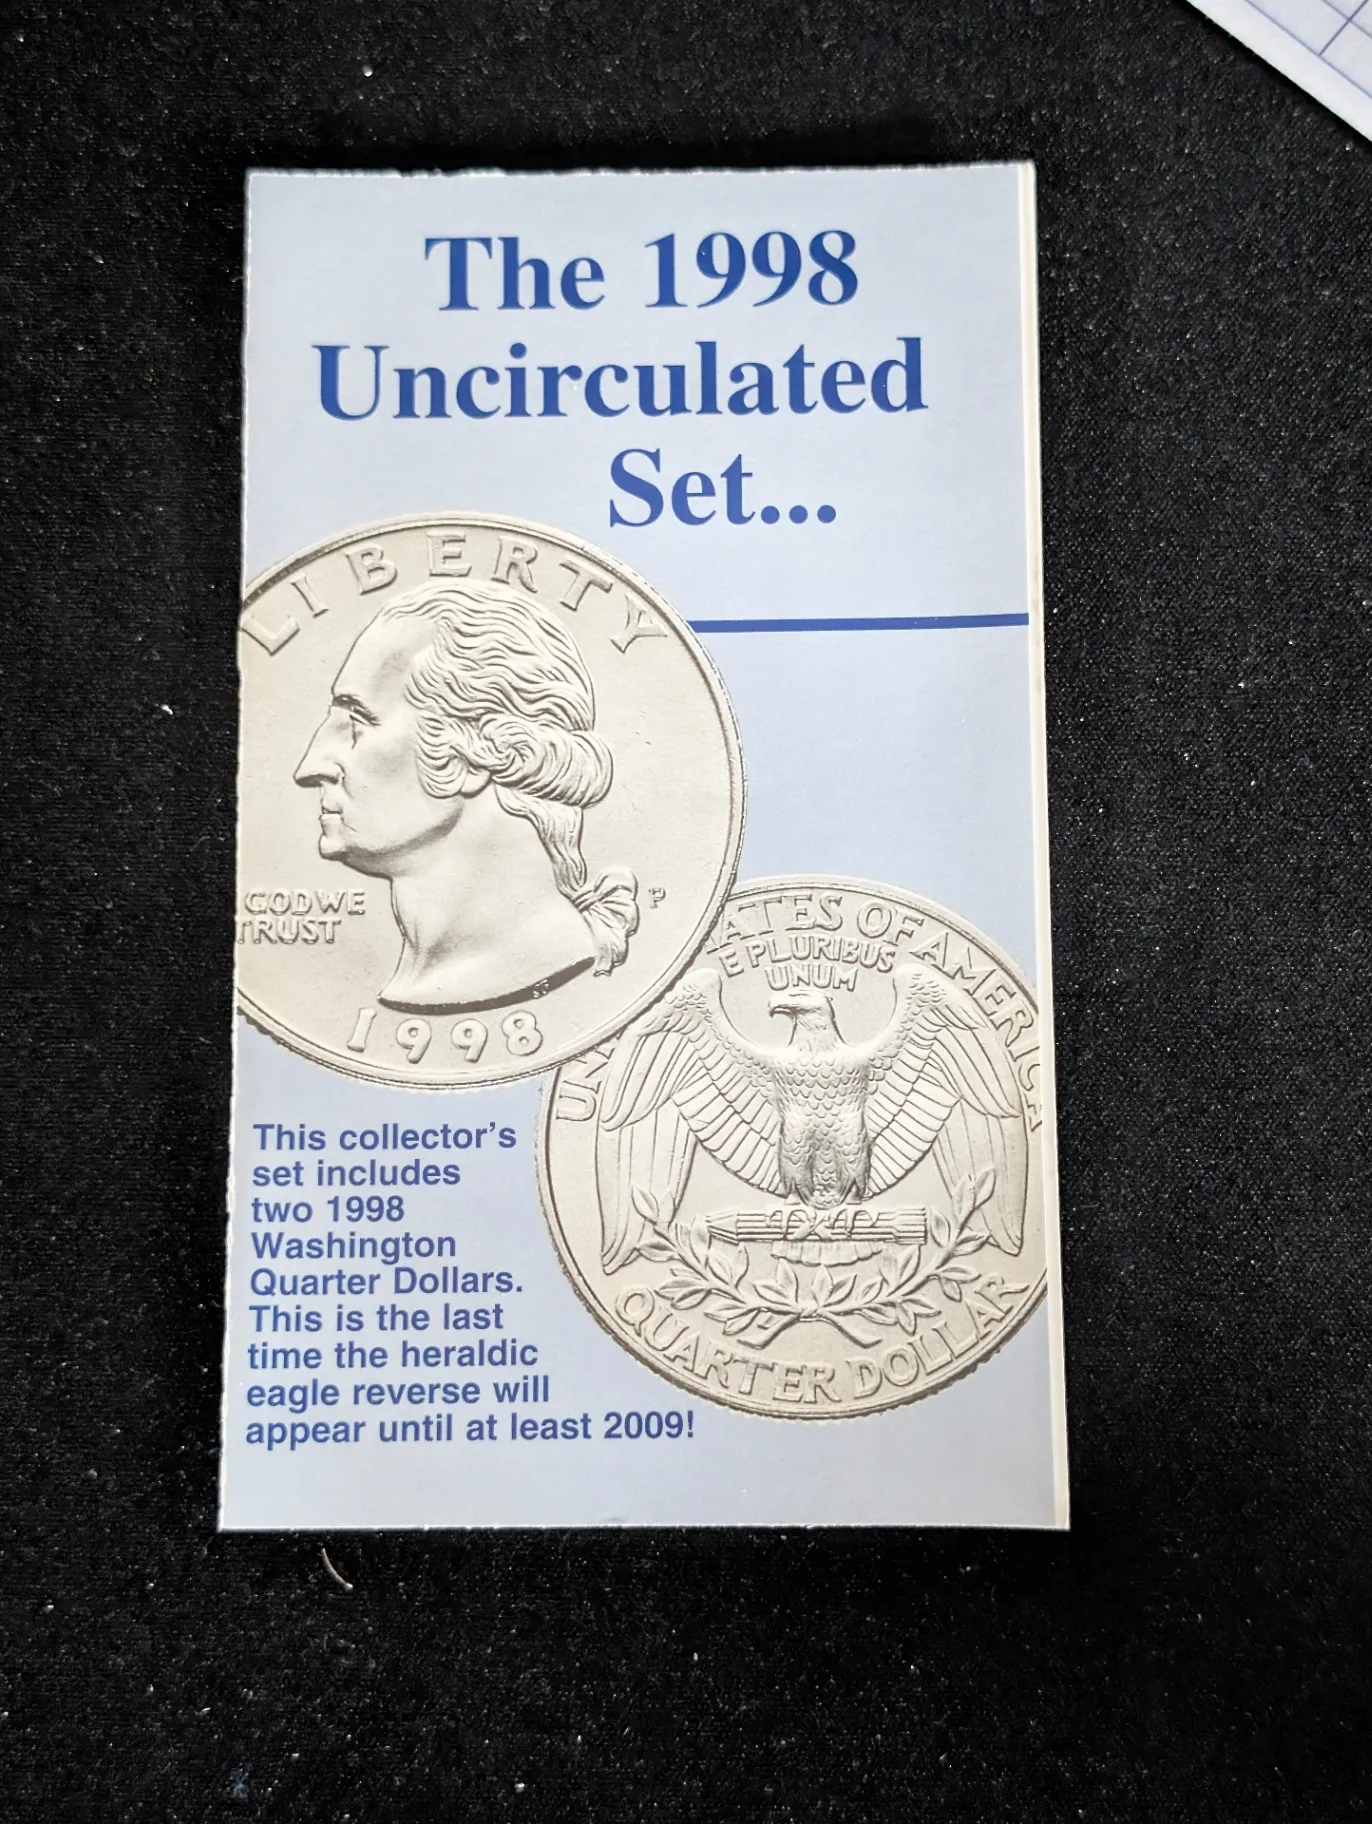 The 1998
Uncirculated
Set...
LIBERTY
GOD WE
TRUST
P
1998
ATES OF AMERICA
E PLURIBUS
UNUM
QUARTER DOLLAR
This collector's
set includes
two 1998
Washington
Quarter Dollars.
This is the last
time the heraldic
eagle reverse will
appear until at least 2009!